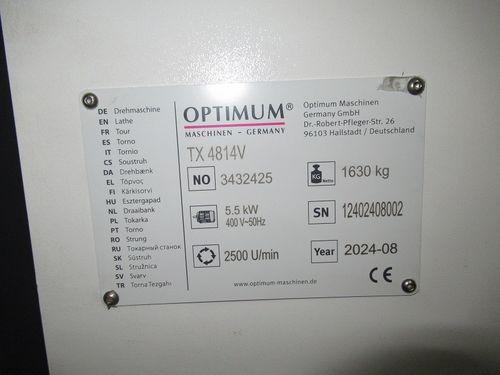 DE Drehmaschine
EN Lathe
FR Tour
ES Torno
IT Tornio
CS Soustruh
DA Drehbænk
EL Τόρνος
FI Kärkisorvi
HU Esztergapad
NL Draaibank
PL Tokarka
PT Torno
RO Strung
RU Токарный станок
SK Sústruh
SL Stružnica
SV Svarv
TR Torna Tezgahı
OPTIMUM®
MASCHINEN - GERMANY
Optimum Maschinen
Germany GmbH
Dr.-Robert-Pfleger-Str. 26
96103 Hallstadt / Deutschland
TX 4814V
NO 3432425
KG Netto 1630 kg
5.5 kW
400 V~50Hz
SN 12402408002
2500 U/min
Year 2024-08
www.optimum-maschinen.de
CE